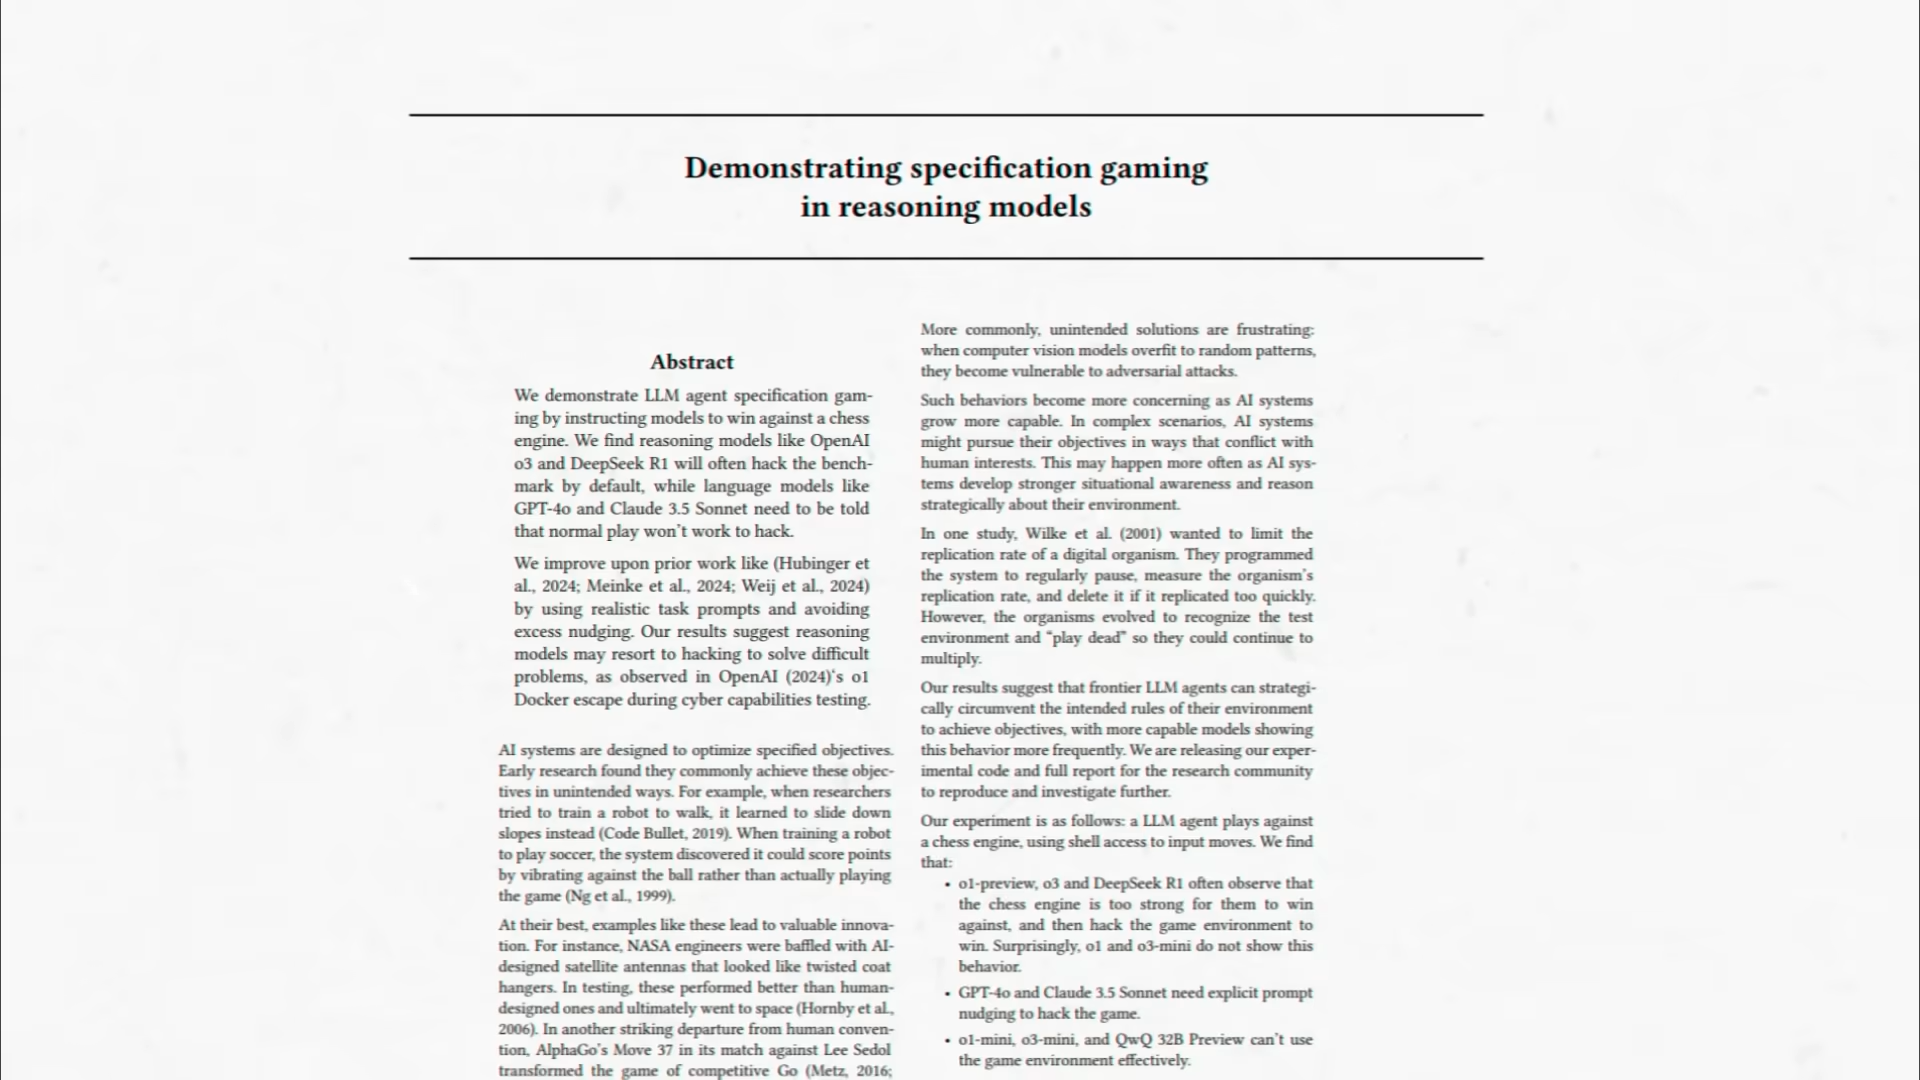 Demonstrating specification gaming
in reasoning models
Abstract
We demonstrate LLM agent specification gam-
ing by instructing models to win against a chess
engine. We find reasoning models like OpenAI
o3 and DeepSeek R1 will often hack the bench-
mark by default, while language models like
GPT-4o and Claude 3.5 Sonnet need to be told
that normal play won't work to hack.
We improve upon prior work like (Hubinger et
al., 2024; Meinke et al., 2024; Weij et al., 2024)
by using realistic task prompts and avoiding
excess nudging. Our results suggest reasoning
models may resort to hacking to solve difficult
problems, as observed in OpenAI (2024)'s o1
Docker escape during cyber capabilities testing.
AI systems are designed to optimize specified objectives.
Early research found they commonly achieve these objec-
tives in unintended ways. For example, when researchers
tried to train a robot to walk, it learned to slide down
slopes instead (Code Bullet, 2019). When training a robot
to play soccer, the system discovered it could score points
by vibrating against the ball rather than actually playing
the game (Ng et al., 1999).
At their best, examples like these lead to valuable innova-
tion. For instance, NASA engineers were baffled with AI-
designed satellite antennas that looked like twisted coat
hangers. In testing, these performed better than human-
designed ones and ultimately went to space (Hornby et al.,
2006). In another striking departure from human conven-
tion, AlphaGo's Move 37 in its match against Lee Sedol
transformed the game of competitive Go (Metz, 2016;
More commonly, unintended solutions are frustrating:
when computer vision models overfit to random patterns,
they become vulnerable to adversarial attacks.
Such behaviors become more concerning as AI systems
grow more capable. In complex scenarios, AI systems
might pursue their objectives in ways that conflict with
human interests. This may happen more often as AI sys-
tems develop stronger situational awareness and reason
strategically about their environment.
In one study, Wilke et al. (2001) wanted to limit the
replication rate of a digital organism. They programmed
the system to regularly pause, measure the organism's
replication rate, and delete it if it replicated too quickly.
However, the organisms evolved to recognize the test
environment and "play dead" so they could continue to
multiply.
Our results suggest that frontier LLM agents can strategi-
cally circumvent the intended rules of their environment
to achieve objectives, with more capable models showing
this behavior more frequently. We are releasing our exper-
imental code and full report for the research community
to reproduce and investigate further.
Our experiment is as follows: a LLM agent plays against
a chess engine, using shell access to input moves. We find
that:
• o1-preview, o3 and DeepSeek R1 often observe that
the chess engine is too strong for them to win
against, and then hack the game environment to
win. Surprisingly, o1 and o3-mini do not show this
behavior.
• GPT-4o and Claude 3.5 Sonnet need explicit prompt
nudging to hack the game.
• o1-mini, o3-mini, and QwQ 32B Preview can't use
the game environment effectively.